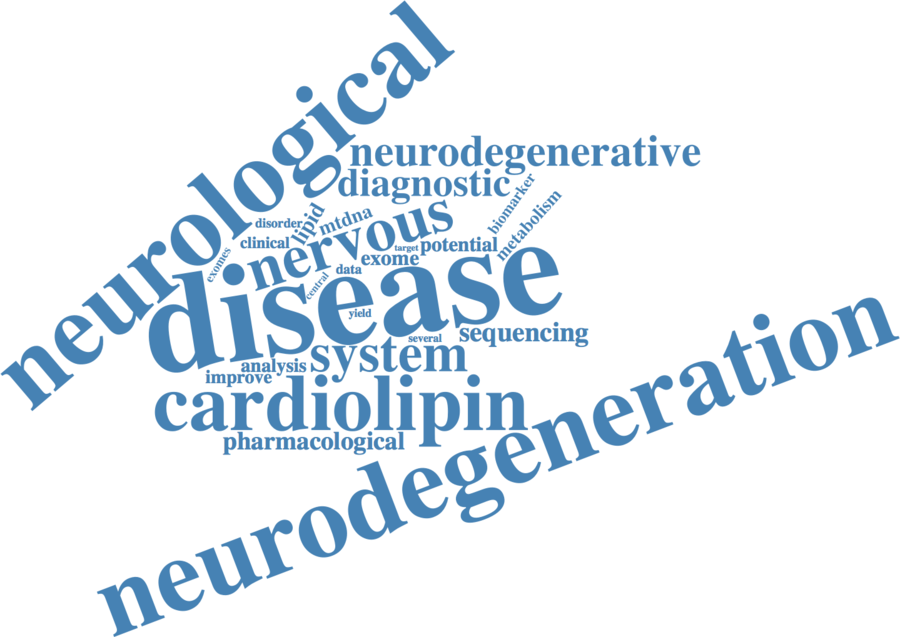 neurological
neurodegenerative
diagnostic
biomarker
metabolism
lipid
mtdna
disorder
clinical
nervous
target
potential
exomes
exome
data
central
disease
yield
several
sequencing
system
analysis
improve
cardiolipin
pharmacological
neurodegeneration